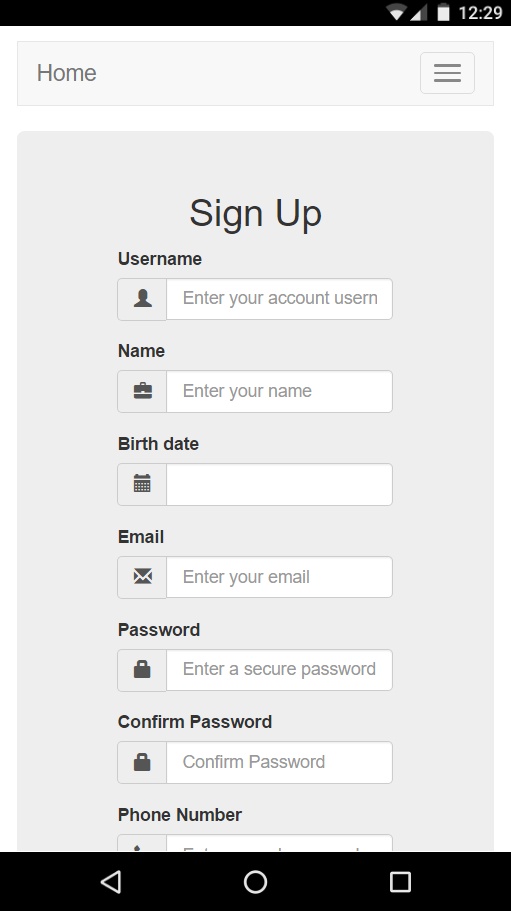 12:29
Home
Sign Up
Username
Enter your account usern
Name
Enter your name
Birth date
Email
Enter your email
Password
Enter a secure password
Confirm Password
Confirm Password
Phone Number